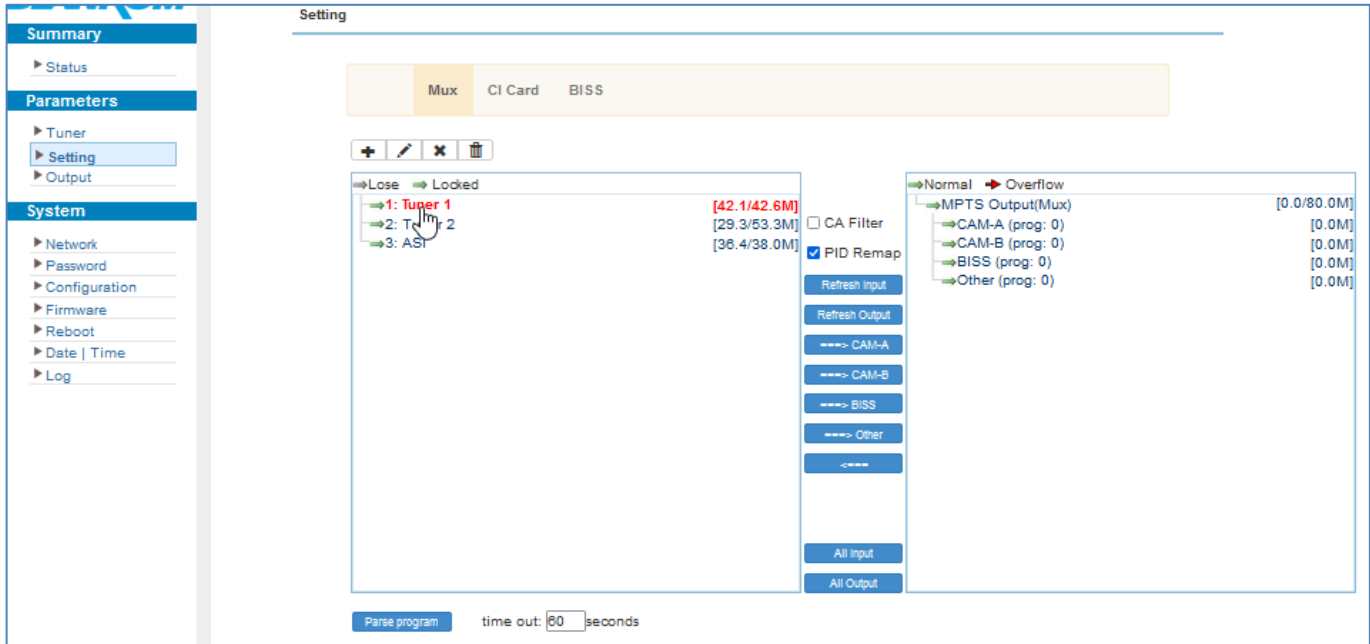 Setting
Summary
Status
Parameters
Tuner
Setting
Output
System
Network
Password
Configuration
Firmware
Reboot
Date | Time
Log
Mux CI Card BISS
Lose Locked
1: Tuner 1 [42.1/42.6M]
2: T r 2 [29.3/53.3M]
3: ASI [36.4/38.0M]
CA Filter
PID Remap
Refresh Input
Refresh Output
===> CAM-A
===> CAM-B
===> BISS
===> Other
<===
All Input
All Output
Normal Overflow
MPTS Output(Mux) [0.0/80.0M]
CAM-A (prog: 0) [0.0M]
CAM-B (prog: 0) [0.0M]
BISS (prog: 0) [0.0M]
Other (prog: 0) [0.0M]
Parse program time out: 60 seconds